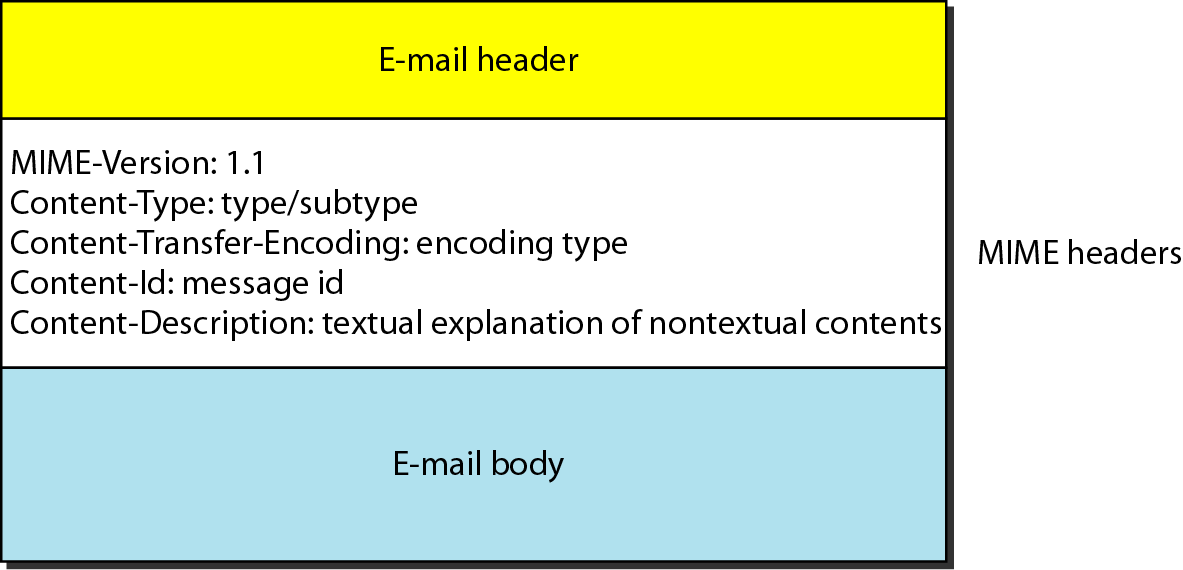 E-mail header
MIME-Version: 1.1
Content-Type: type/subtype
Content-Transfer-Encoding: encoding type
Content-Id: message id
Content-Description: textual explanation of nontextual contents
MIME headers
E-mail body